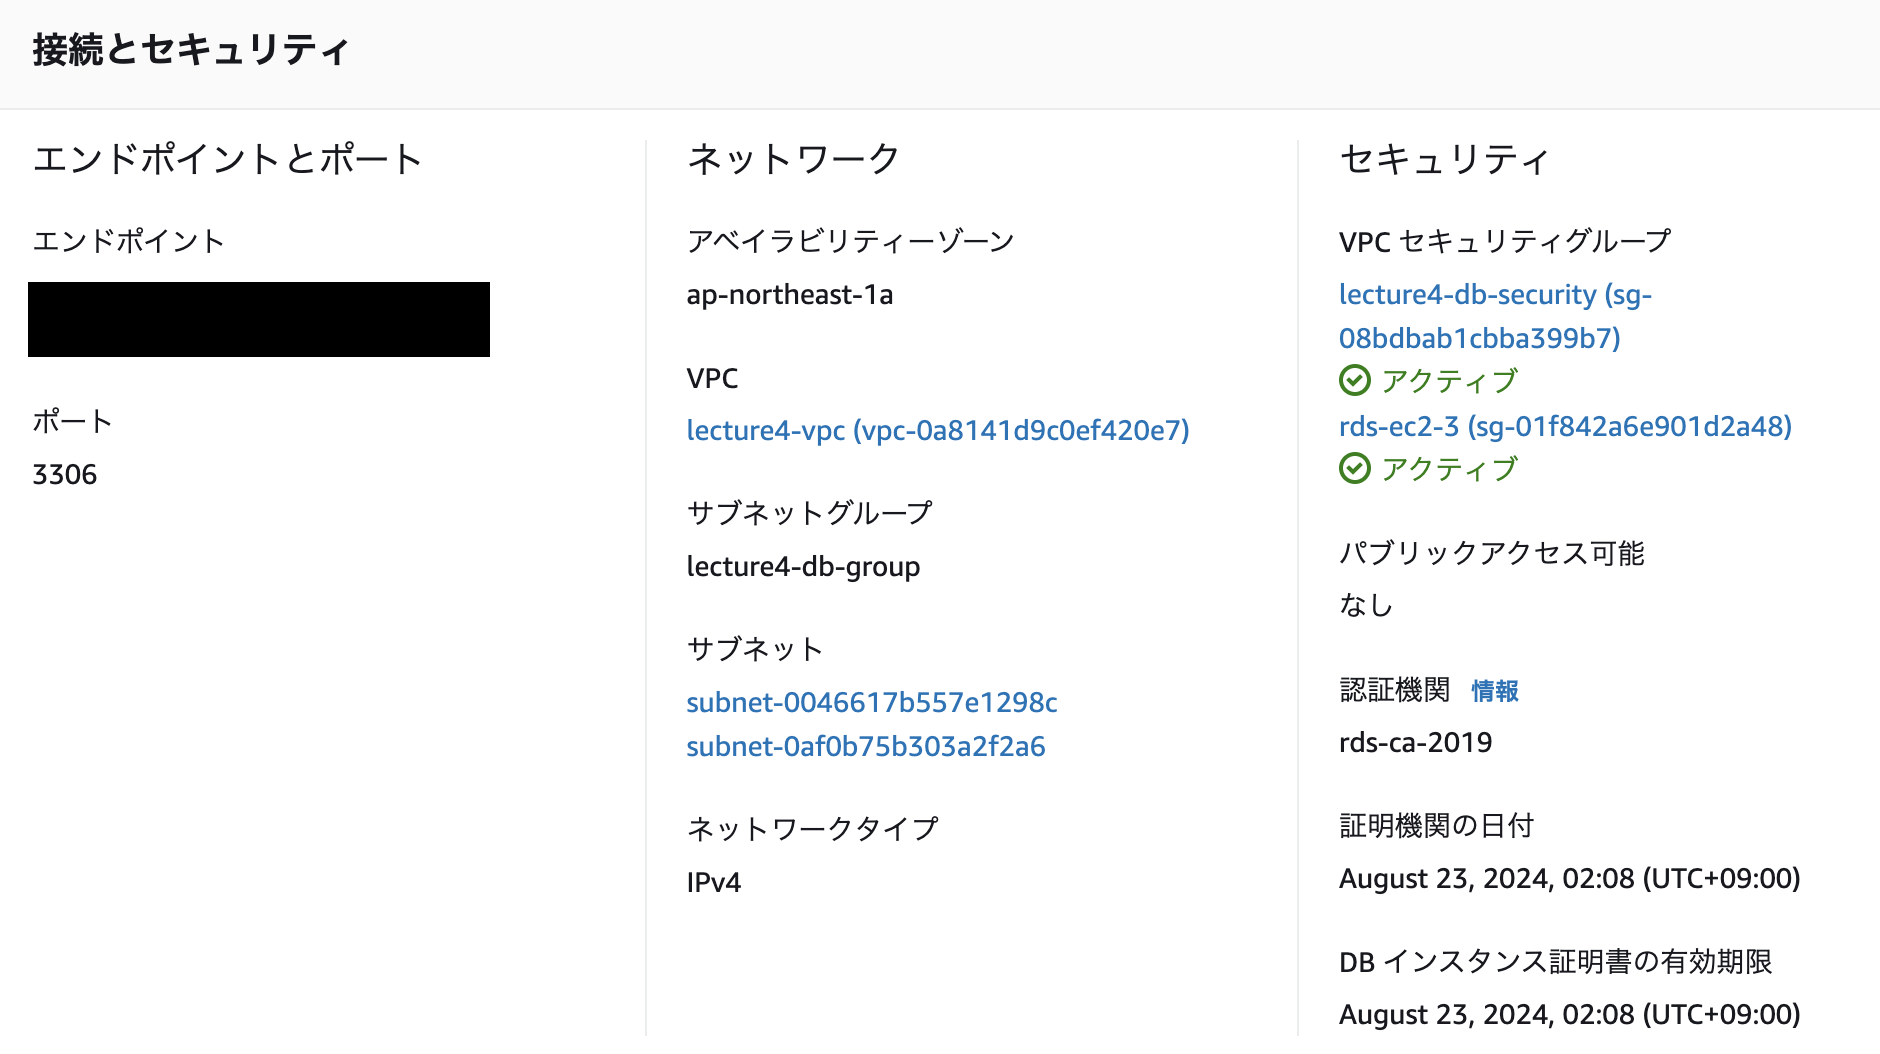 接続とセキュリティ
エンドポイントとポート
エンドポイント
ポート
3306
ネットワーク
アベイラビリティーゾーン
ap-northeast-1a
VPC
lecture4-vpc (vpc-0a8141d9c0ef420e7)
サブネットグループ
lecture4-db-group
サブネット
subnet-0046617b557e1298c
subnet-0af0b75b303a2f2a6
ネットワークタイプ
IPv4
セキュリティ
VPC セキュリティグループ
lecture4-db-security (sg-
08bdbab1cbba399b7)
アクティブ
rds-ec2-3 (sg-01f842a6e901d2a48)
アクティブ
パブリックアクセス可能
なし
認証機関 情報
rds-ca-2019
証明機関の日付
August 23, 2024, 02:08 (UTC+09:00)
DB インスタンス証明書の有効期限
August 23, 2024, 02:08 (UTC+09:00)